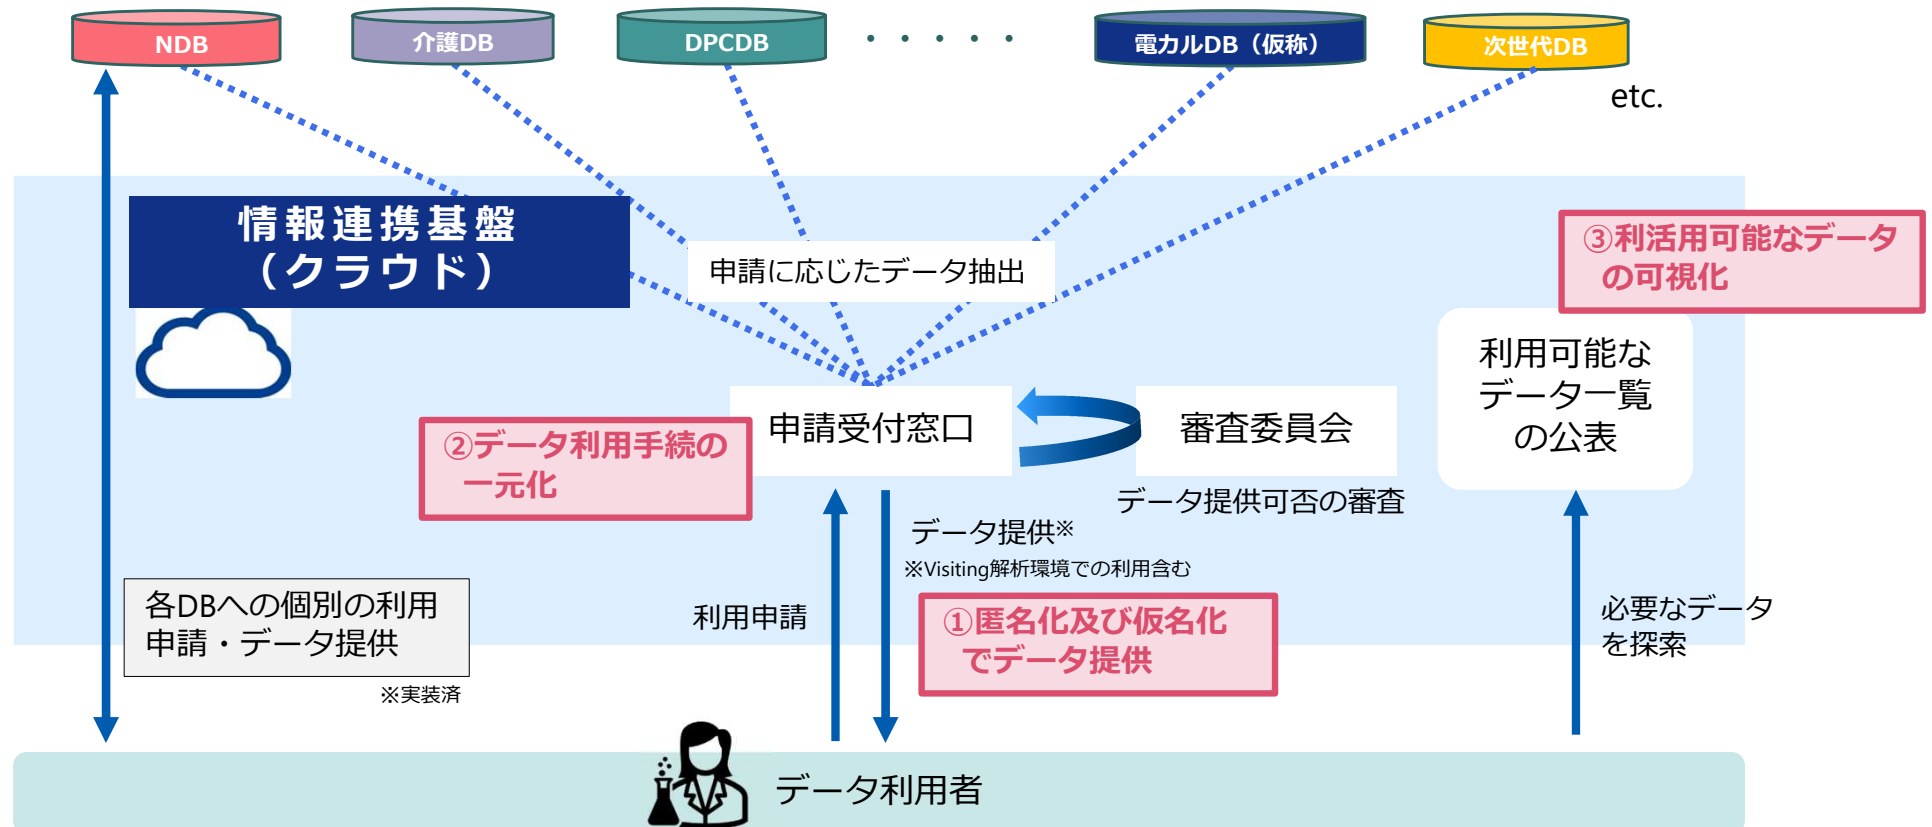 NDB
介護DB
DPCDB
・・・・・
電カルDB（仮称）
次世代DB
etc.
情報連携基盤
（クラウド）
申請に応じたデータ抽出
③利活用可能なデータ
の可視化
利用可能な
データ一覧
の公表
申請受付窓口
審査委員会
②データ利用手続の
一元化
データ提供可否の審査
データ提供※
※Visiting解析環境での利用含む
各DBへの個別の利用
申請・データ提供
※実装済
利用申請
①匿名化及び仮名化
でデータ提供
必要なデータ
を探索
データ利用者